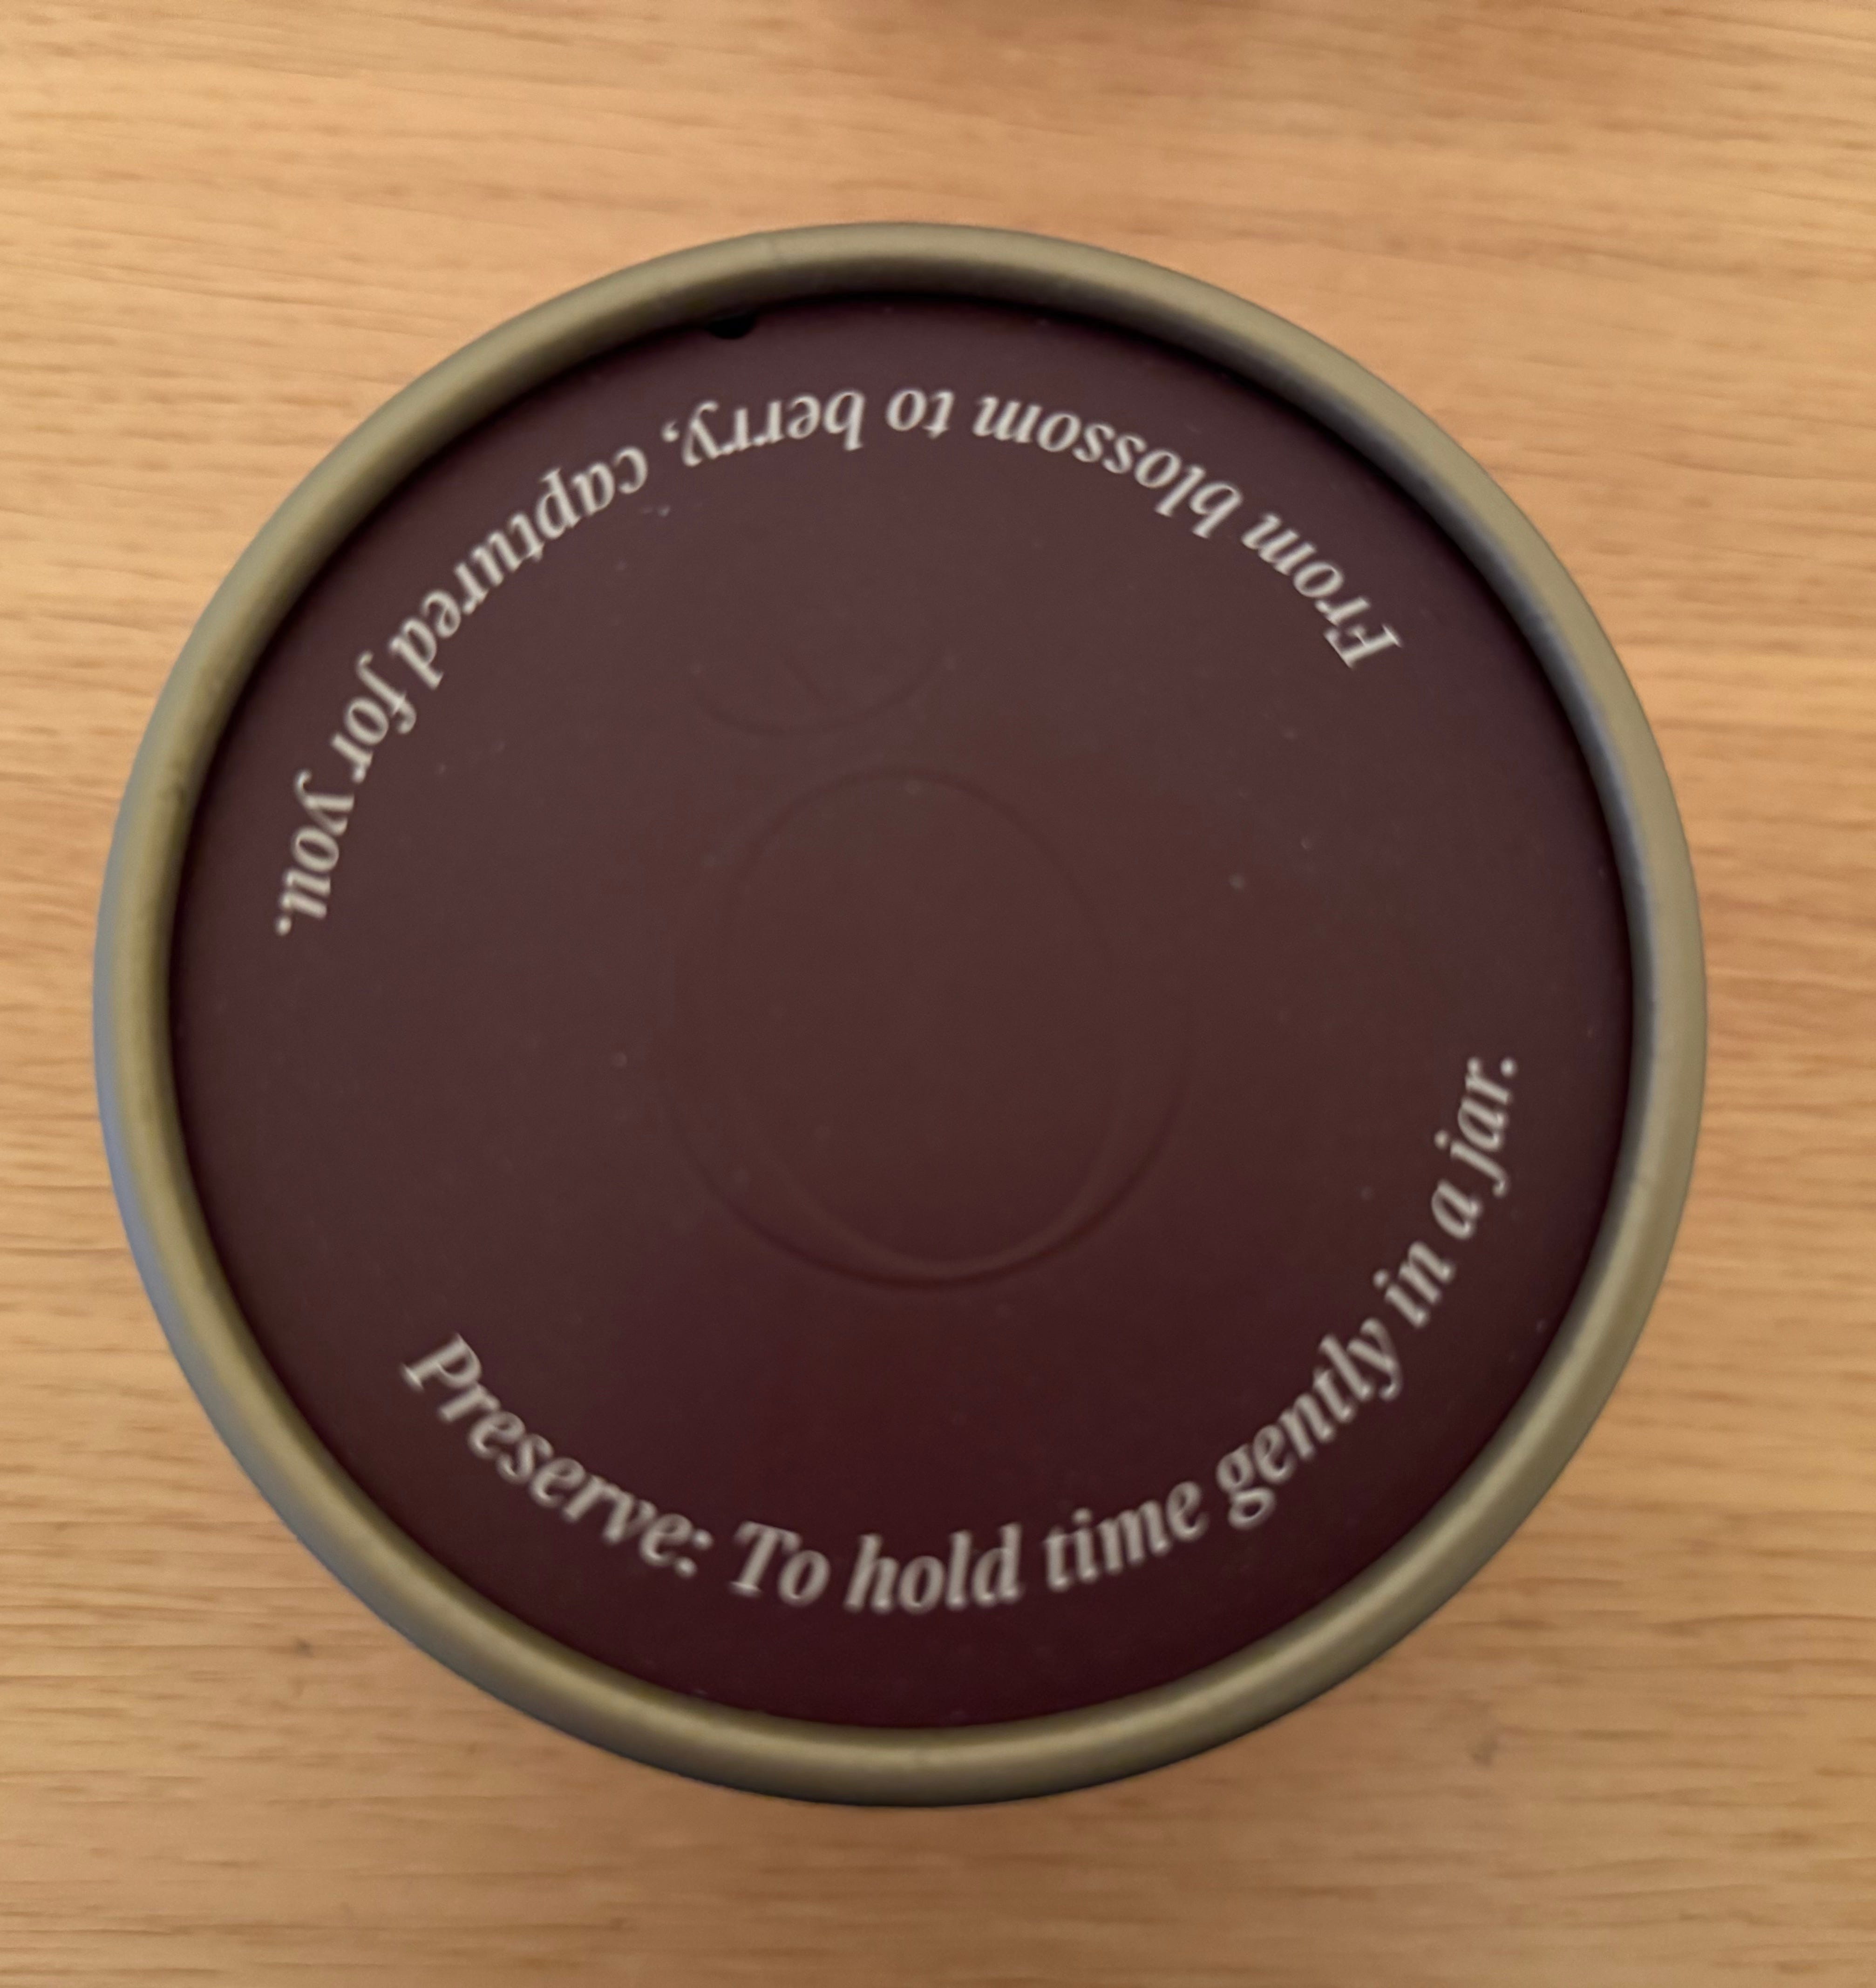 From blossom to berry, captured for you.
Preserve: To hold time gently in a jar.